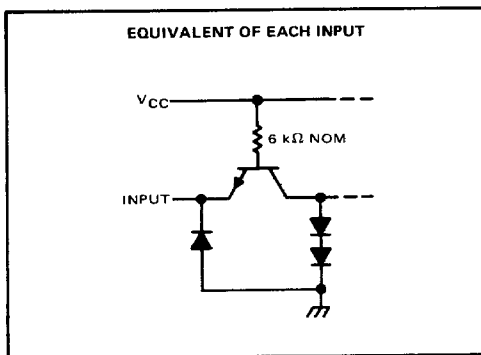 EQUIVALENT OF EACH INPUT
VCC
6 kΩ NOM
INPUT